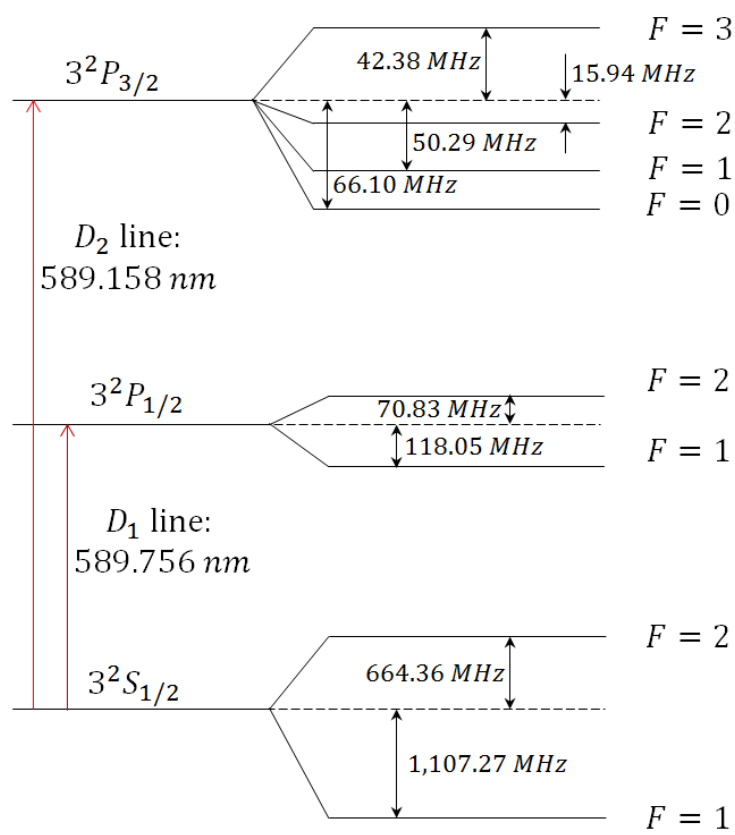 F = 3
42.38 MHz
15.94 MHz
3²P₃/₂
F = 2
50.29 MHz
F = 1
66.10 MHz
F = 0
D₂ line:
589.158 nm
F = 2
3²P₁/₂
70.83 MHz
118.05 MHz
F = 1
D₁ line:
589.756 nm
F = 2
664.36 MHz
3²S₁/₂
1,107.27 MHz
F = 1